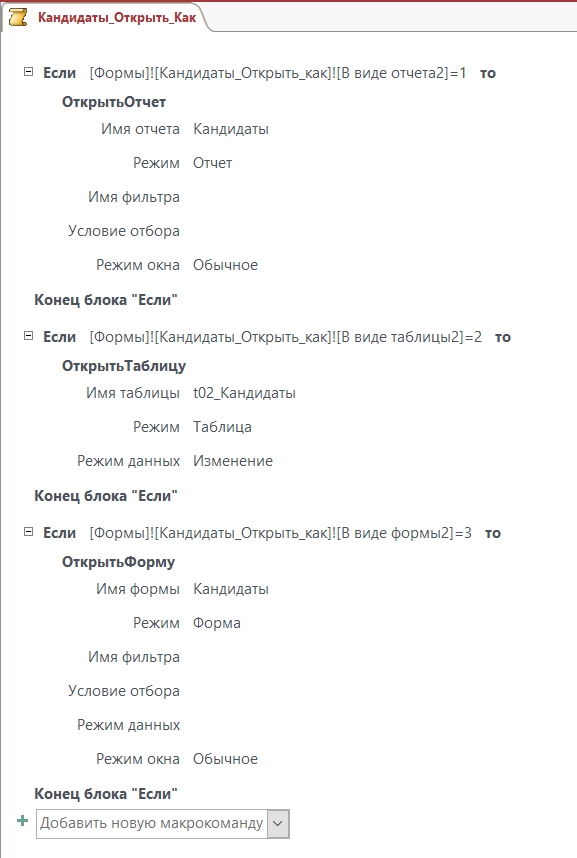 Кандидаты_Открыть_Как
Если [Формы]![Кандидаты_Открыть_как]![В виде отчета2]=1 то
ОткрытьОтчет
Имя отчета Кандидаты
Режим Отчет
Имя фильтра
Условие отбора
Режим окна Обычное
Конец блока "Если"
Если [Формы]![Кандидаты_Открыть_как]![В виде таблицы2]=2 то
ОткрытьТаблицу
Имя таблицы t02_Кандидаты
Режим Таблица
Режим данных Изменение
Конец блока "Если"
Если [Формы]![Кандидаты_Открыть_как]![В виде формы2]=3 то
ОткрытьФорму
Имя формы Кандидаты
Режим Форма
Имя фильтра
Условие отбора
Режим данных
Режим окна Обычное
Конец блока "Если"
Добавить новую макрокоманду